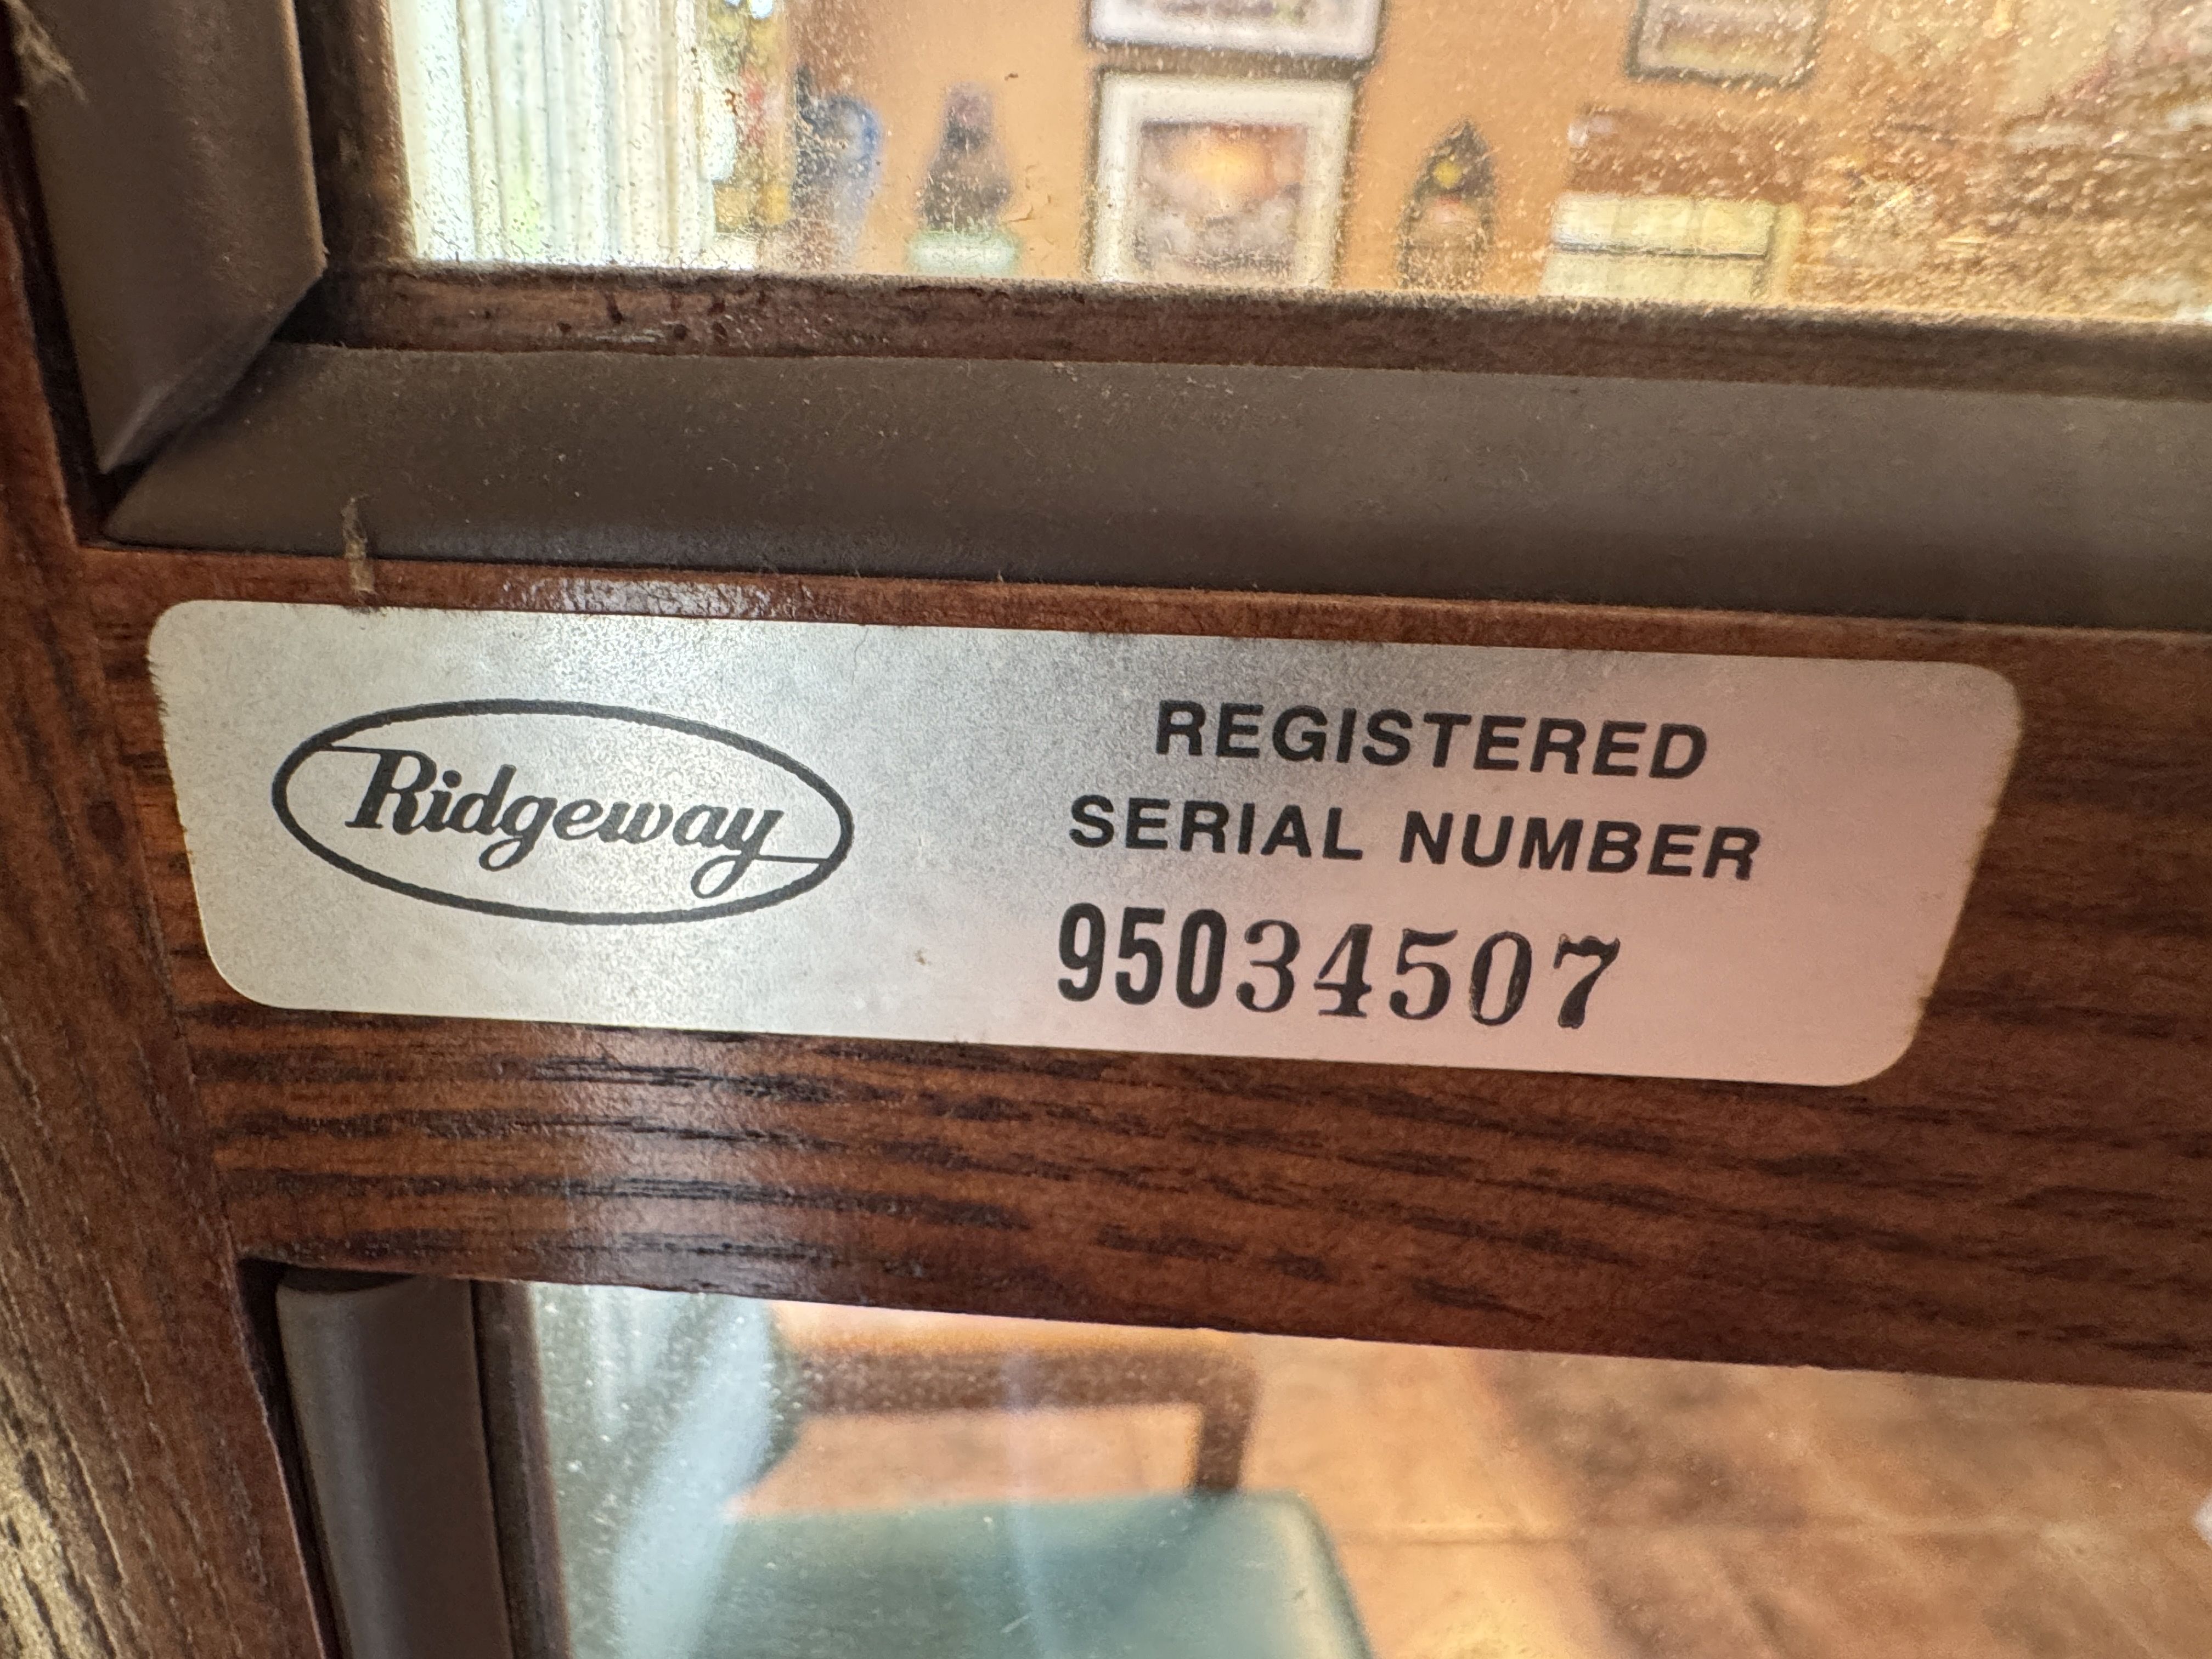 Ridgeway
REGISTERED
SERIAL NUMBER
95034507